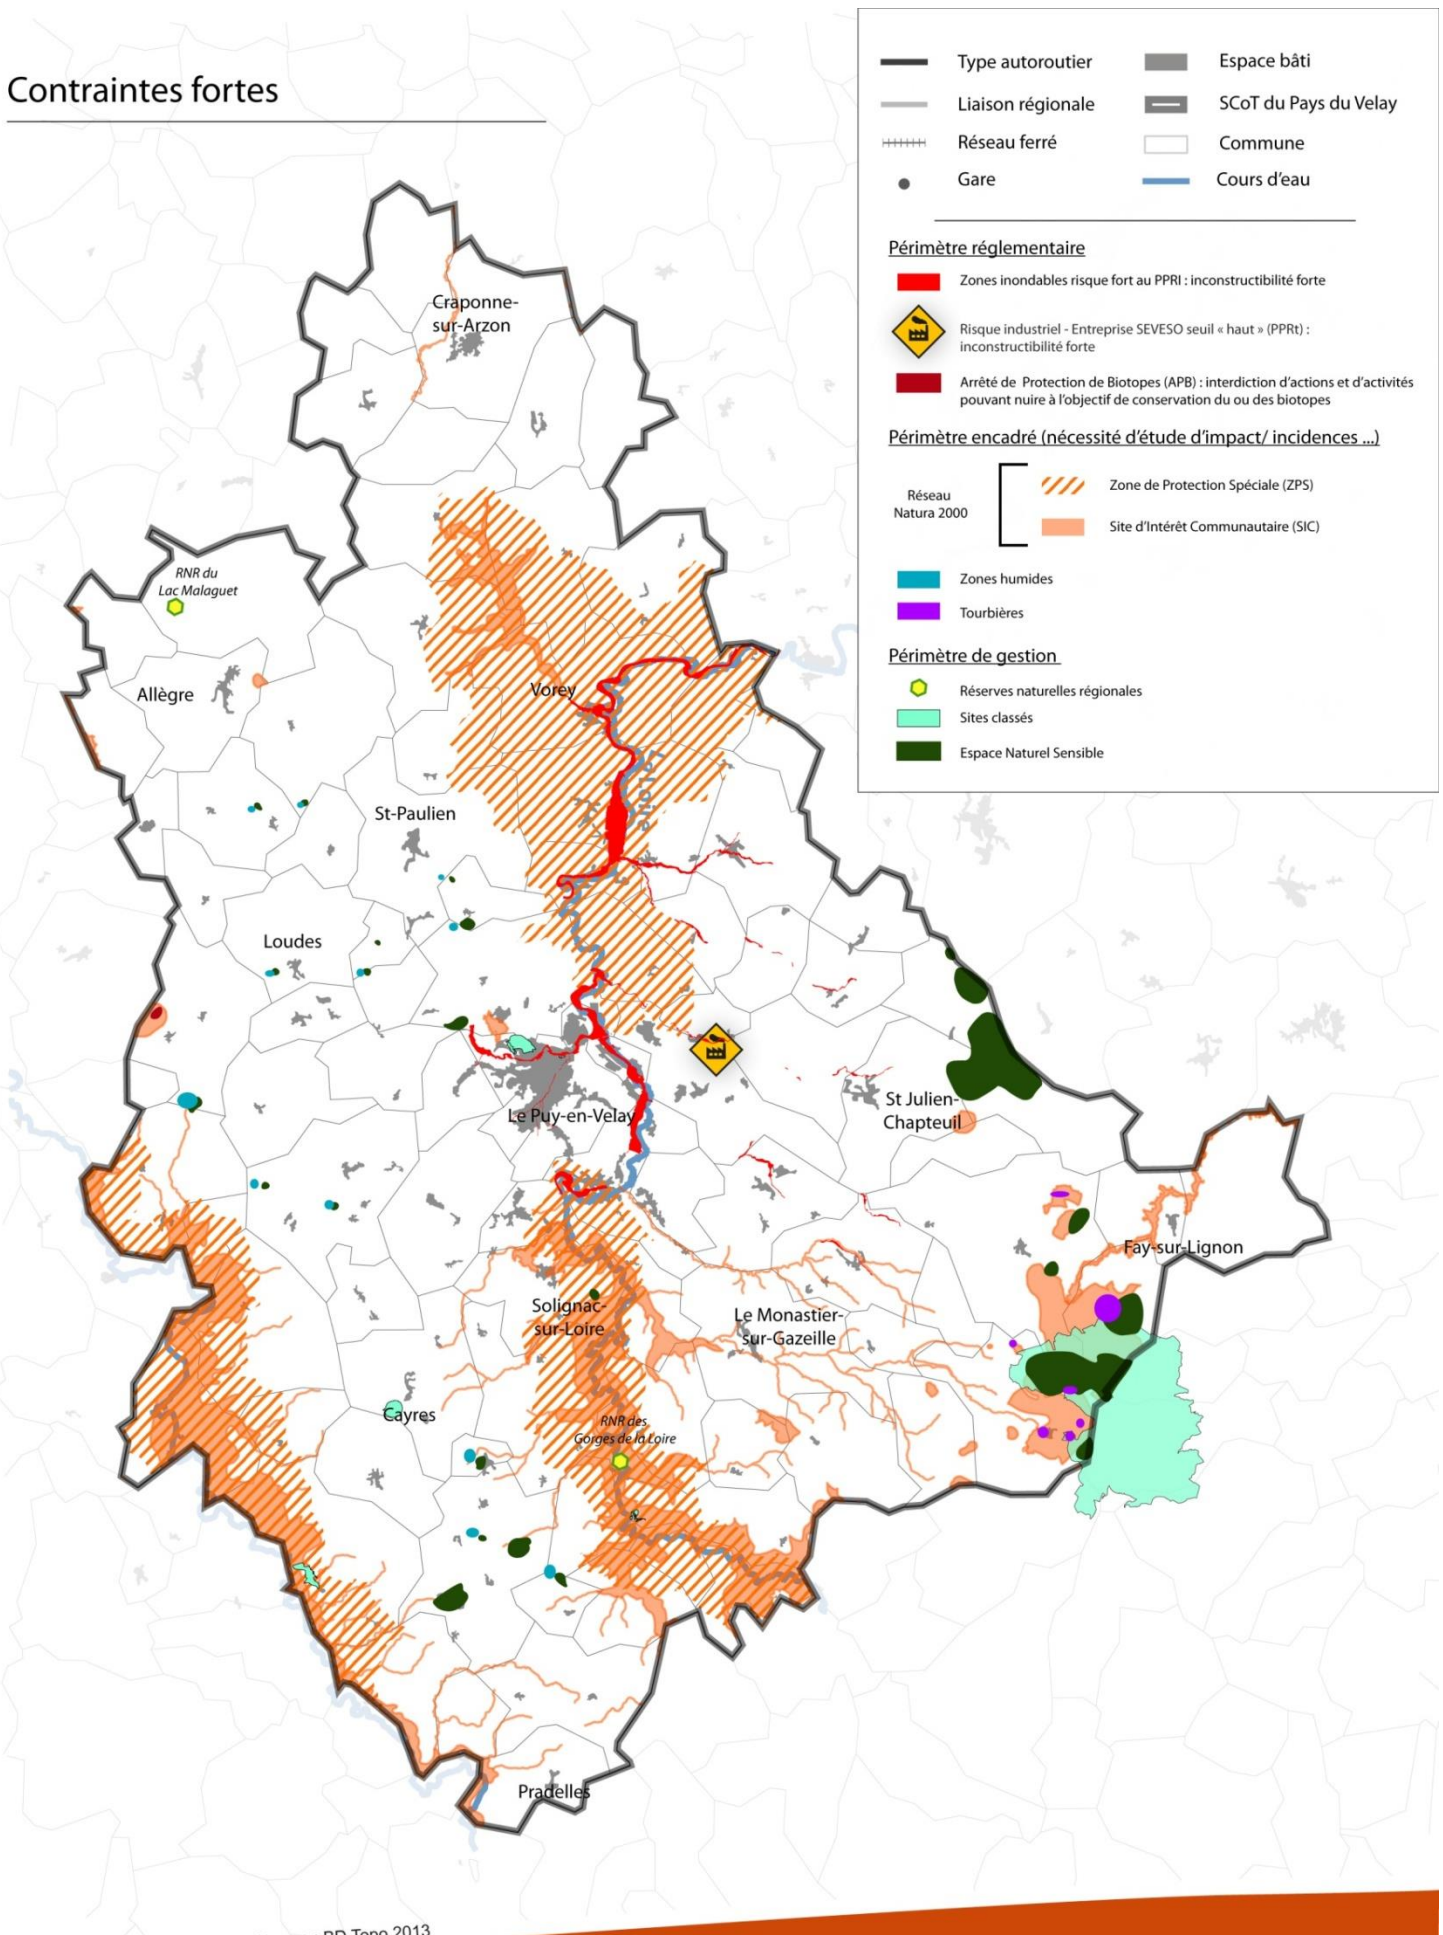 Contraintes fortes
Type autoroutier
Espace bâti
Liaison régionale
SCoT du Pays du Velay
Réseau ferré
Commune
Gare
Cours d'eau
Périmètre réglementaire
Zones inondables risque fort au PPRI : inconstructibilité forte
Risque industriel - Entreprise SEVESO seuil « haut » (PPRt) :
inconstructibilité forte
Arrêté de Protection de Biotopes (APB) : interdiction d'actions et d'activités
pouvant nuire à l'objectif de conservation du ou des biotopes
Périmètre encadré (nécessité d'étude d'impact/ incidences ...)
Réseau
Natura 2000
Zone de Protection Spéciale (ZPS)
Site d'Intérêt Communautaire (SIC)
Zones humides
Tourbières
Périmètre de gestion
Réserves naturelles régionales
Sites classés
Espace Naturel Sensible
Craponne-
sur-Arzon
RNR du
Lac Malaguet
Allègre
Vorey
La Loire
St-Paulien
Loudes
Le Puy-en-Velay
St Julien-
Chapteuil
Fay-sur-Lignon
Solignac-
sur-Loire
Le Monastier-
sur-Gazeille
Cayres
RNR des
Gorges de la Loire
Pradelles
BD Topo 2013